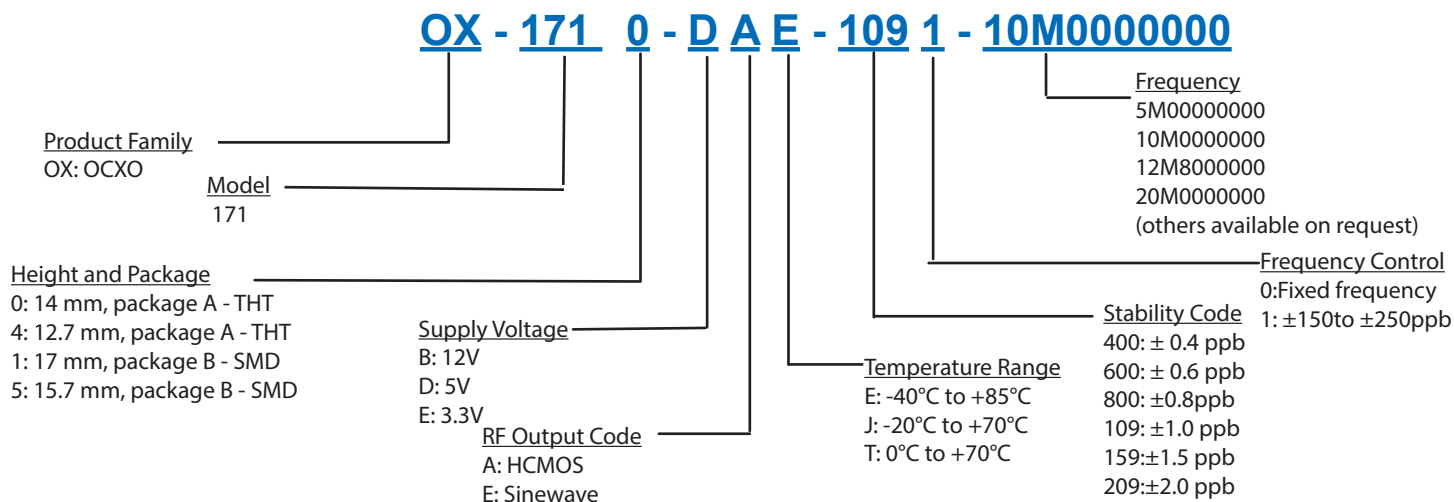 OX - 171 0 - D A E - 109 1 - 10M0000000
Product Family
OX: OCXO
Model
171
Height and Package
0: 14 mm, package A - THT
4: 12.7 mm, package A - THT
1: 17 mm, package B - SMD
5: 15.7 mm, package B - SMD
Supply Voltage
B: 12V
D: 5V
E: 3.3V
RF Output Code
A: HCMOS
E: Sinewave
Temperature Range
E: -40°C to +85°C
J: -20°C to +70°C
T: 0°C to +70°C
Stability Code
400: ± 0.4 ppb
600: ± 0.6 ppb
800: ±0.8ppb
109: ±1.0 ppb
159:±1.5 ppb
209:±2.0 ppb
Frequency Control
0:Fixed frequency
1: ±150to ±250ppb
Frequency
5M00000000
10M0000000
12M8000000
20M0000000
(others available on request)